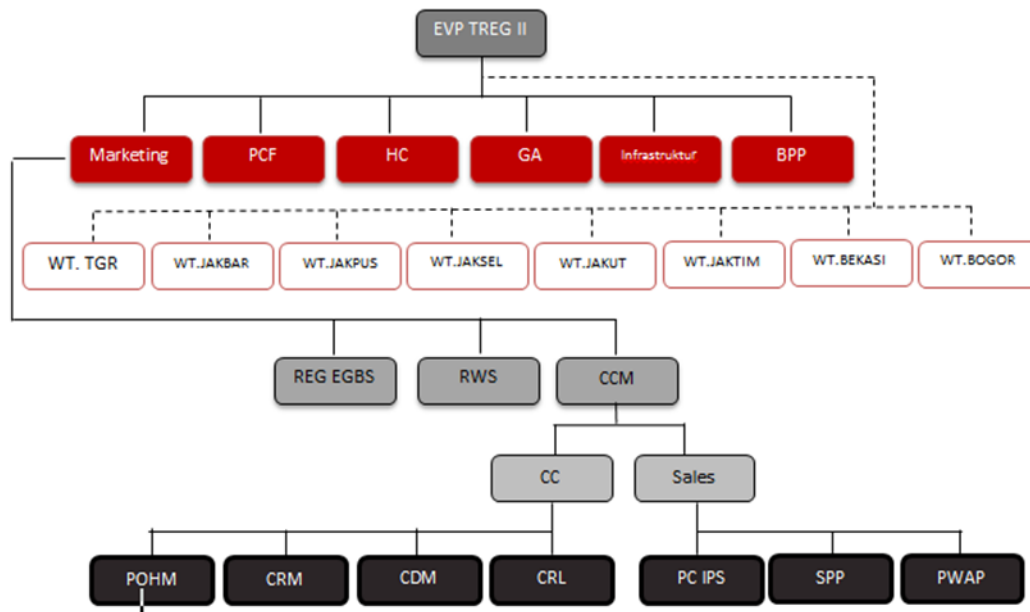 EVP TREG II
Marketing
PCF
HC
GA
Infrastruktur
BPP
WT. TGR
WT.JAKBAR
WT.JAKPUS
WT.JAKSEL
WT.JAKUT
WT.JAKTIM
WT.BEKASI
WT.BOGOR
REG EGBS
RWS
CCM
CC
Sales
POHM
CRM
CDM
CRL
PC IPS
SPP
PWAP